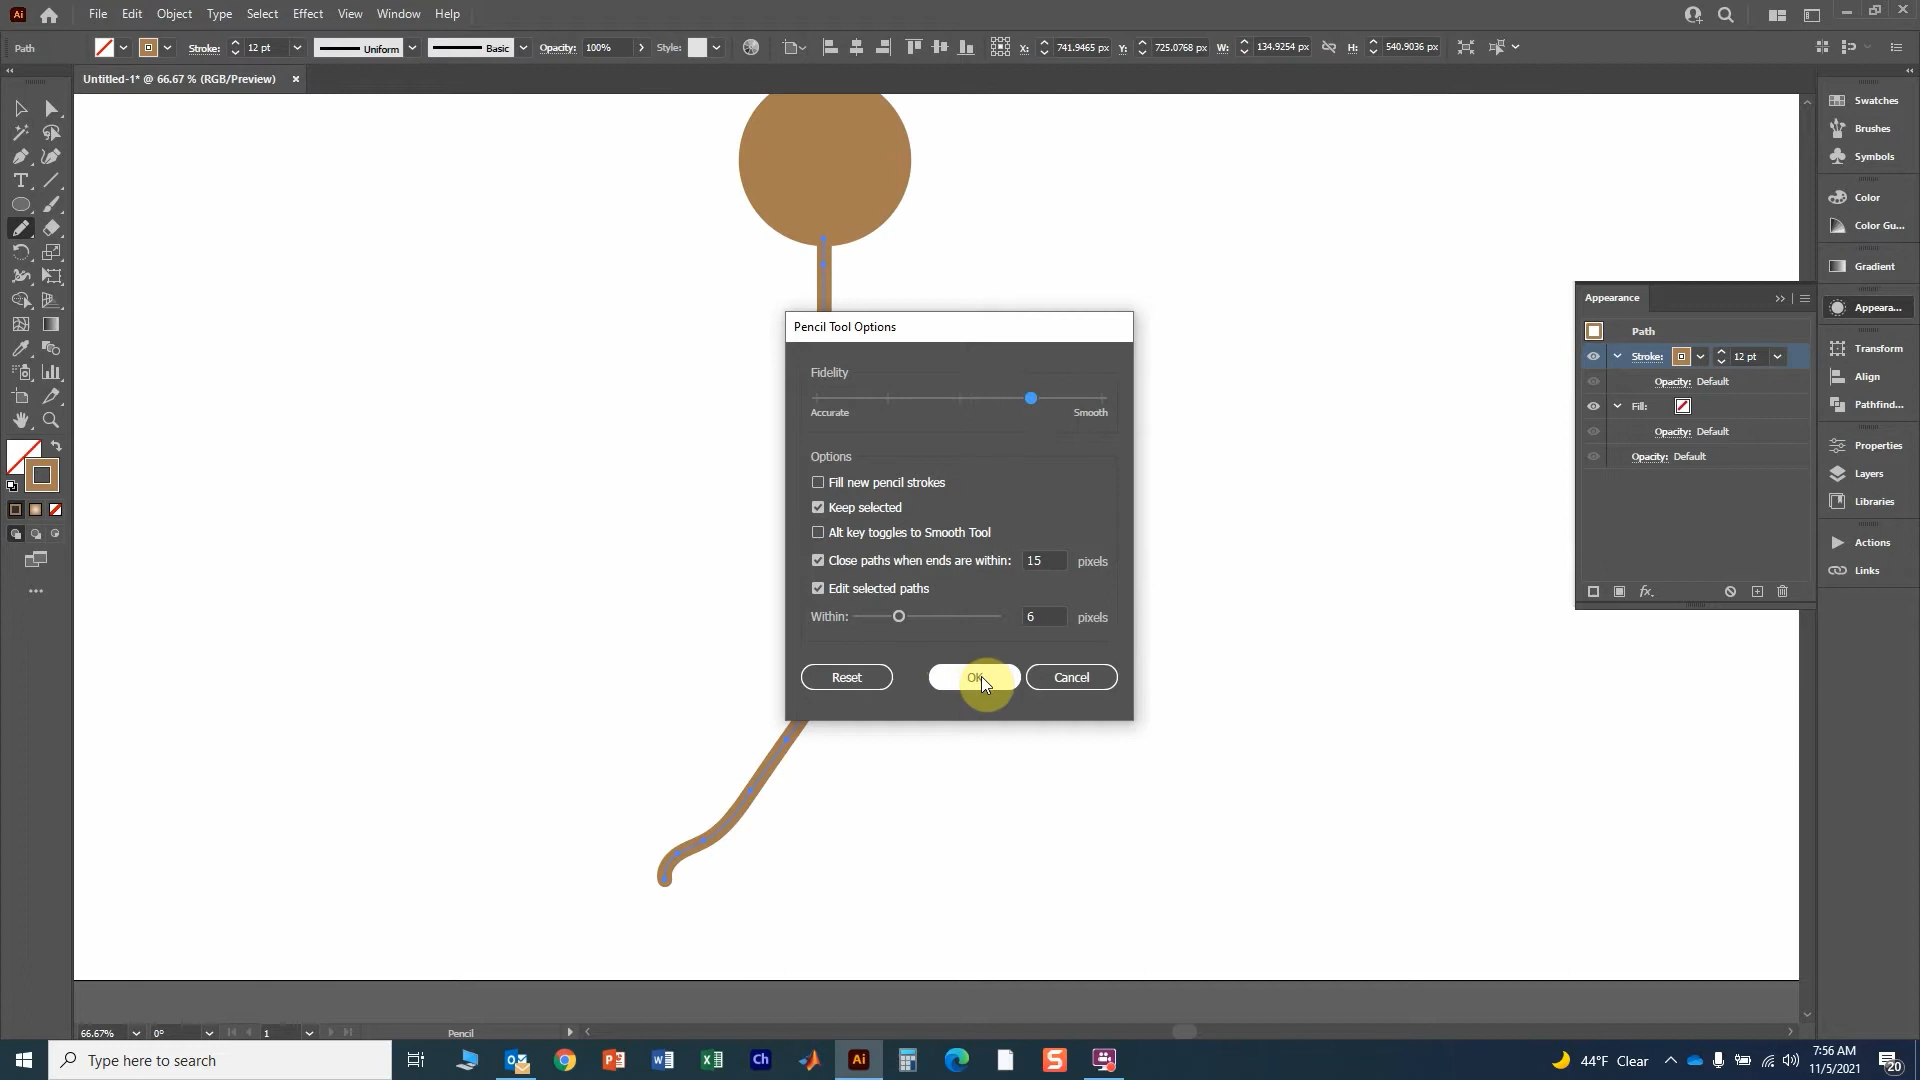 Ai File Edit Object Type Select Effect View Window Help
Path Stroke: 12 pt Uniform Basic Opacity: 100% Style: X: 741.9465 px Y: 725.0768 px W: 134.9254 px H: 540.9036 px
Untitled-1* @ 66.67 % (RGB/Preview) ×
Swatches
Brushes
Symbols
Color
Color Gu...
Gradient
Appeara...
Transform
Align
Pathfind...
Properties
Layers
Libraries
Actions
Links
Appearance
Path
Stroke: 12 pt
Opacity: Default
Fill:
Opacity: Default
Opacity: Default
fx.
Pencil Tool Options
Fidelity
Accurate Smooth
Options
Fill new pencil strokes
Keep selected
Alt key toggles to Smooth Tool
Close paths when ends are within: 15 pixels
Edit selected paths
Within: 6 pixels
Reset OK Cancel
66.67% 0° 1 Pencil
Type here to search
Ch Ai
44°F Clear
7:56 AM
11/5/2021
20